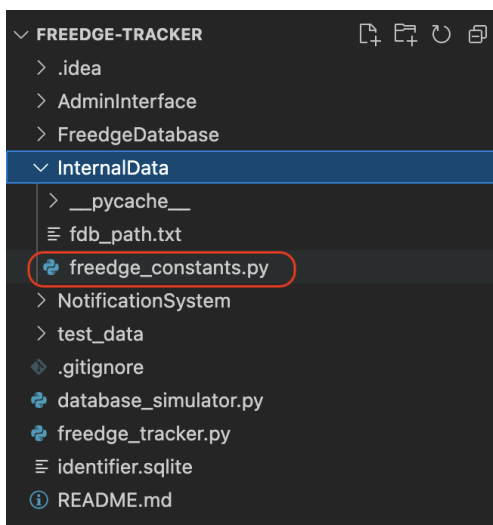 FREEDGE-TRACKER
.idea
AdminInterface
FreedgeDatabase
InternalData
__pycache__
fdb_path.txt
freedge_constants.py
NotificationSystem
test_data
.gitignore
database_simulator.py
freedge_tracker.py
identifier.sqlite
README.md